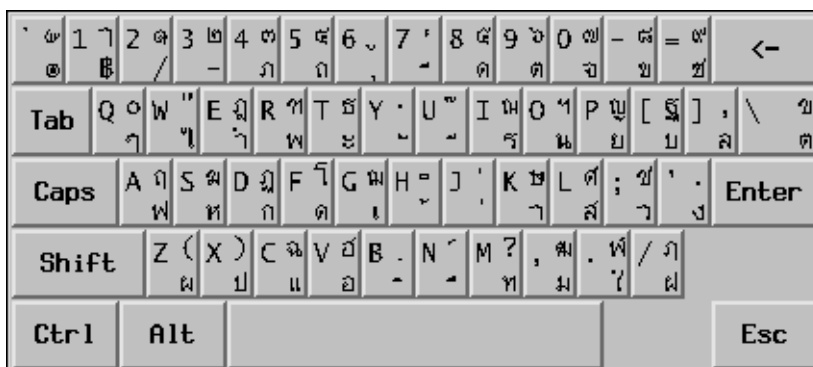 ` 1 ๅ 2 ๑ 3 ๒ 4 ๓ 5 ๔ 6 ู 7 8 ๕ 9 ๖ 0 ๗ - ๘ = ๙ <-
๏ ฿ / - ภ ถ ุ ึ ค ต จ ข ช
Tab Q ๐ W " E ฎ R ฑ T ธ Y ํ U ๊ I ณ O ฯ P ญ [ ฐ ] , \
ๆ ไ ำ พ ะ ั ี ร น ย บ ล
Caps A ฤ S ฆ D ฏ F โ G ฌ H ็ J ๋ K ษ L ศ ; ซ ' . Enter
ฟ ห ก ด เ ้ ่ า ส ว ง
Shift Z ( X ) C ฉ V ฮ B ฺ N ์ M ? , ฒ . ฬ / ฦ
ผ ป แ อ ิ ื ท ม ใ ฝ
Ctrl Alt Esc